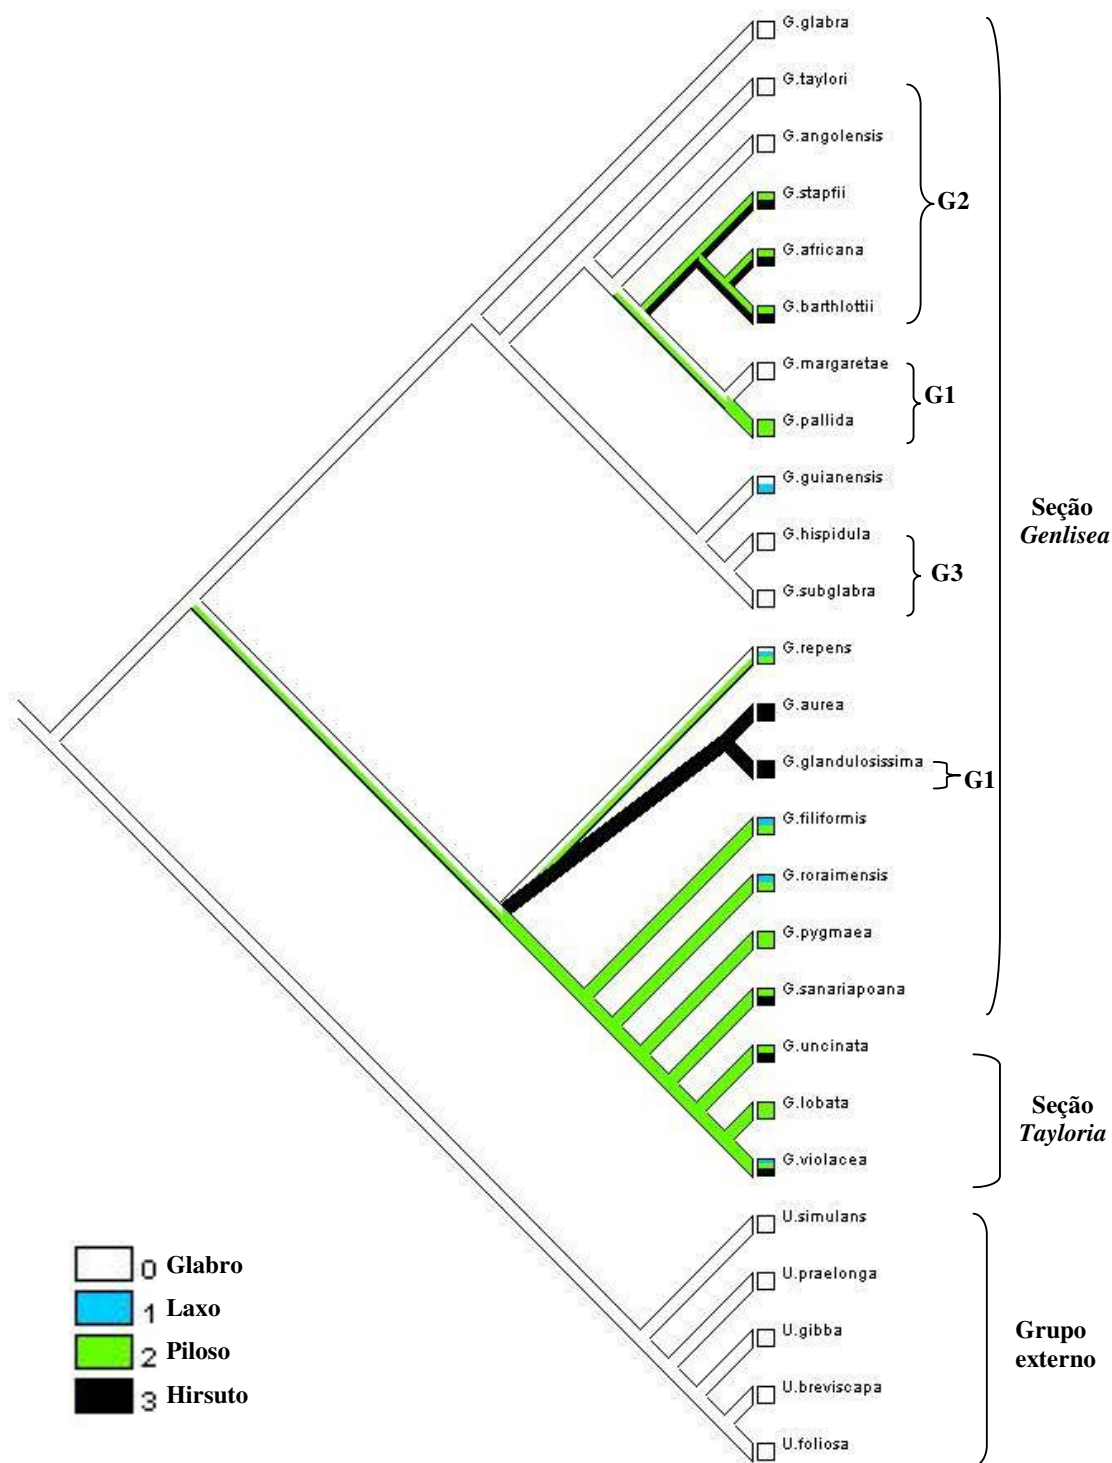 G.glabra
G.taylori
G.angolensis
G.stapfii
G2
G.africana
G.barthlottii
G.margaretae
G1
G.pallida
G.guianensis
Seção
Genlisea
G.hispidula
G3
G.subglabra
G.repens
G.aurea
G.glandulosissima
G1
G.filiformis
G.roraimensis
G.pygmaea
G.sanariapoana
G.uncinata
G.lobata
Seção
Tayloria
G.violacea
U.simulans
U.praelonga
U.gibba
Grupo
externo
U.breviscapa
U.foliosa
0 Glabro
1 Laxo
2 Piloso
3 Hirsuto